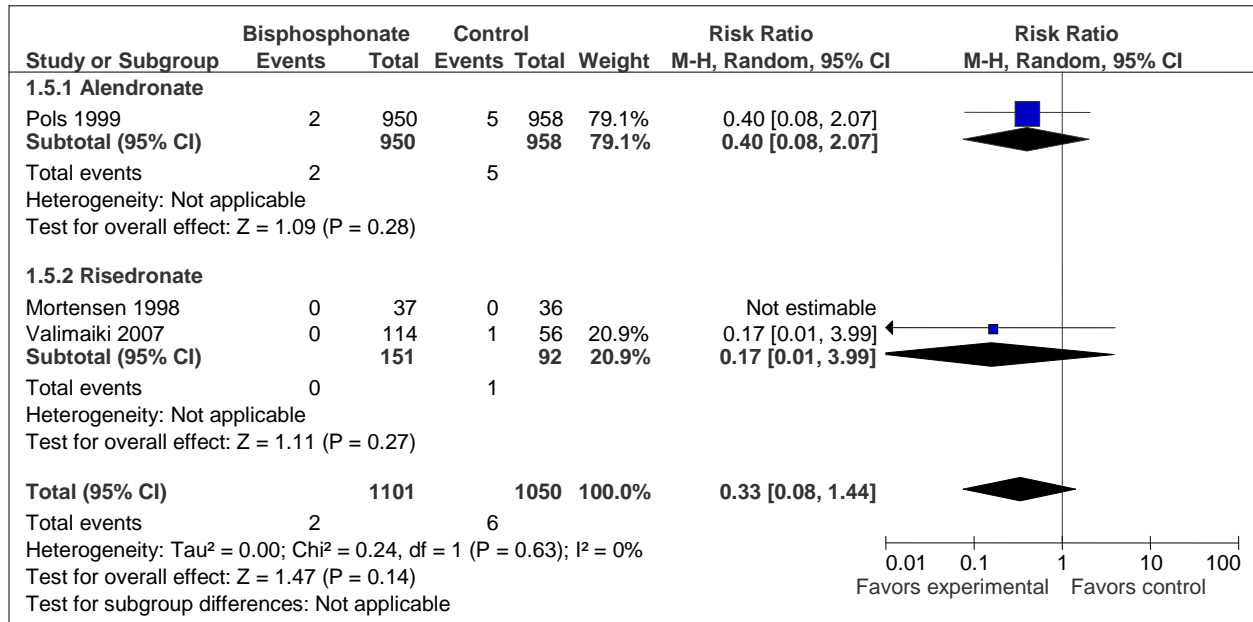 Bisphosphonate Control Risk Ratio Risk Ratio
Study or Subgroup Events Total Events Total Weight M-H, Random, 95% CI M-H, Random, 95% CI
1.5.1 Alendronate
Pols 1999 2 950 5 958 79.1% 0.40 [0.08, 2.07]
Subtotal (95% CI) 950 958 79.1% 0.40 [0.08, 2.07]
Total events 2 5
Heterogeneity: Not applicable
Test for overall effect: Z = 1.09 (P = 0.28)
1.5.2 Risedronate
Mortensen 1998 0 37 0 36 Not estimable
Valimaiki 2007 0 114 1 56 20.9% 0.17 [0.01, 3.99]
Subtotal (95% CI) 151 92 20.9% 0.17 [0.01, 3.99]
Total events 0 1
Heterogeneity: Not applicable
Test for overall effect: Z = 1.11 (P = 0.27)
Total (95% CI) 1101 1050 100.0% 0.33 [0.08, 1.44]
Total events 2 6
Heterogeneity: Tau² = 0.00; Chi² = 0.24, df = 1 (P = 0.63); I² = 0%
Test for overall effect: Z = 1.47 (P = 0.14)
Test for subgroup differences: Not applicable
0.01 0.1 1 10 100
Favors experimental Favors control